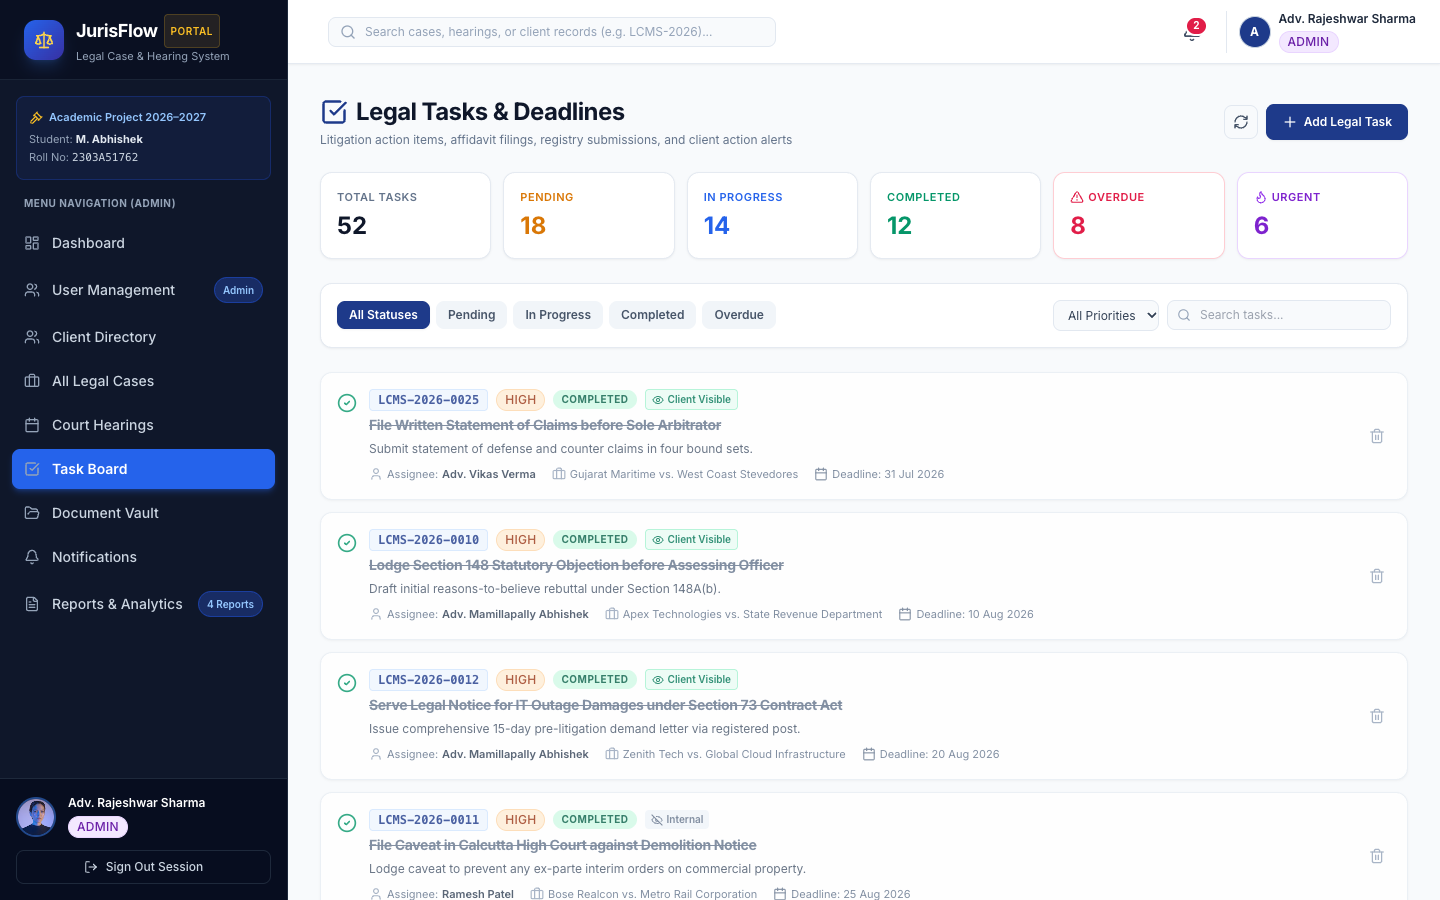 JurisFlow PORTAL
Legal Case & Hearing System
Academic Project 2026–2027
Student: M. Abhishek
Roll No: 2303A51762
MENU NAVIGATION (ADMIN)
Dashboard
User Management Admin
Client Directory
All Legal Cases
Court Hearings
Task Board
Document Vault
Notifications
Reports & Analytics 4 Reports
Adv. Rajeshwar Sharma
ADMIN
Sign Out Session
Search cases, hearings, or client records (e.g. LCMS-2026)...
2
A
Adv. Rajeshwar Sharma
ADMIN
Legal Tasks & Deadlines
Litigation action items, affidavit filings, registry submissions, and client action alerts
Add Legal Task
TOTAL TASKS
52
PENDING
18
IN PROGRESS
14
COMPLETED
12
OVERDUE
8
URGENT
6
All Statuses Pending In Progress Completed Overdue
All Priorities
Search tasks...
LCMS-2026-0025 HIGH COMPLETED Client Visible
File Written Statement of Claims before Sole Arbitrator
Submit statement of defense and counter claims in four bound sets.
Assignee: Adv. Vikas Verma Gujarat Maritime vs. West Coast Stevedores Deadline: 31 Jul 2026
LCMS-2026-0010 HIGH COMPLETED Client Visible
Lodge Section 148 Statutory Objection before Assessing Officer
Draft initial reasons-to-believe rebuttal under Section 148A(b).
Assignee: Adv. Mamillapally Abhishek Apex Technologies vs. State Revenue Department Deadline: 10 Aug 2026
LCMS-2026-0012 HIGH COMPLETED Client Visible
Serve Legal Notice for IT Outage Damages under Section 73 Contract Act
Issue comprehensive 15-day pre-litigation demand letter via registered post.
Assignee: Adv. Mamillapally Abhishek Zenith Tech vs. Global Cloud Infrastructure Deadline: 20 Aug 2026
LCMS-2026-0011 HIGH COMPLETED Internal
File Caveat in Calcutta High Court against Demolition Notice
Lodge caveat to prevent any ex-parte interim orders on commercial property.
Assignee: Ramesh Patel Bose Realcon vs. Metro Rail Corporation Deadline: 25 Aug 2026